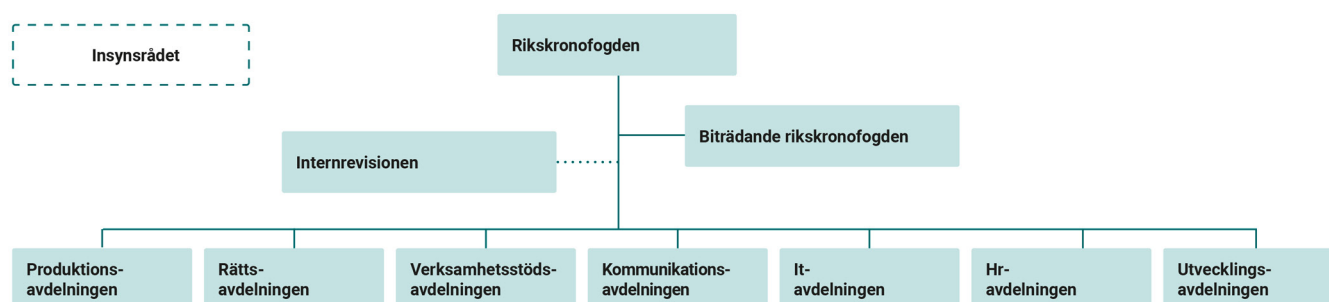 Insynsrådet
Rikskronofogden
Biträdande rikskronofogden
Internrevisionen
Produktions-
avdelningen
Rätts-
avdelningen
Verksamhetsstöds-
avdelningen
Kommunikations-
avdelningen
It-
avdelningen
Hr-
avdelningen
Utvecklings-
avdelningen